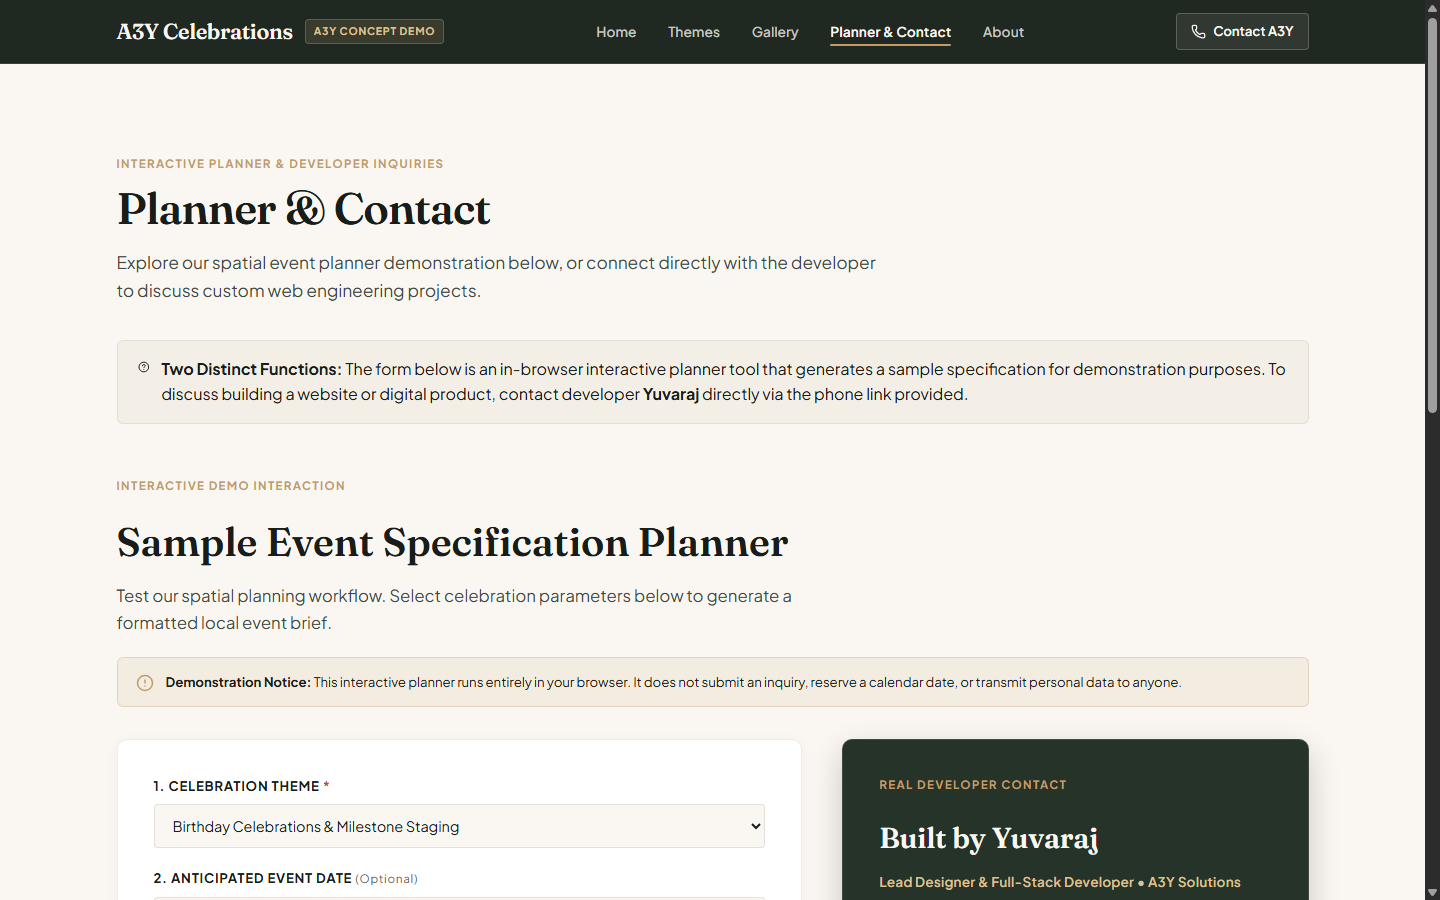 A3Y Celebrations
A3Y CONCEPT DEMO
Home
Themes
Gallery
Planner & Contact
About
Contact A3Y
INTERACTIVE PLANNER & DEVELOPER INQUIRIES
Planner & Contact
Explore our spatial event planner demonstration below, or connect directly with the developer
to discuss custom web engineering projects.
Two Distinct Functions: The form below is an in-browser interactive planner tool that generates a sample specification for demonstration purposes. To
discuss building a website or digital product, contact developer Yuvaraj directly via the phone link provided.
INTERACTIVE DEMO INTERACTION
Sample Event Specification Planner
Test our spatial planning workflow. Select celebration parameters below to generate a
formatted local event brief.
Demonstration Notice: This interactive planner runs entirely in your browser. It does not submit an inquiry, reserve a calendar date, or transmit personal data to anyone.
1. CELEBRATION THEME *
Birthday Celebrations & Milestone Staging
2. ANTICIPATED EVENT DATE (Optional)
REAL DEVELOPER CONTACT
Built by Yuvaraj
Lead Designer & Full-Stack Developer • A3Y Solutions